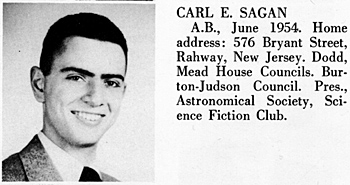 CARL E. SAGAN
A.B., June 1954. Home
address: 576 Bryant Street,
Rahway, New Jersey. Dodd,
Mead House Councils. Bur-
ton-Judson Council. Pres.,
Astronomical Society, Sci-
ence Fiction Club.